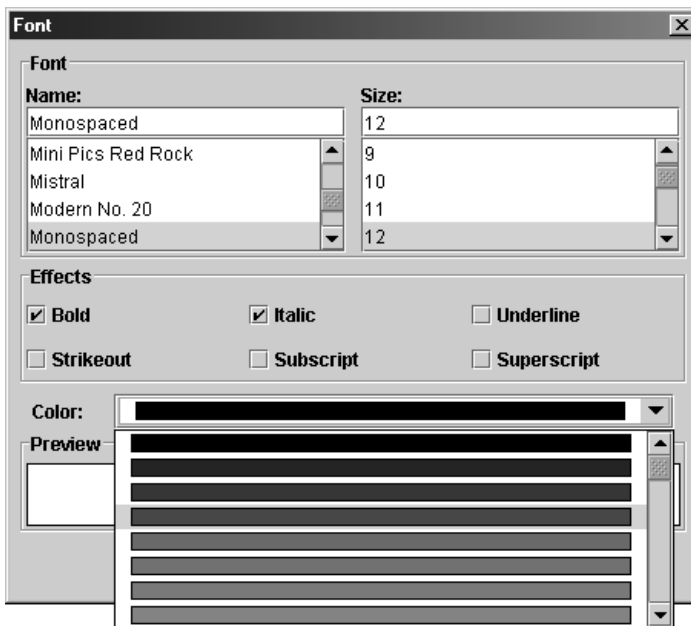 Font
Font
Name:
Size:
Monospaced
12
Mini Pics Red Rock
9
Mistral
10
Modern No. 20
11
Monospaced
12
Effects
Bold
Italic
Underline
Strikeout
Subscript
Superscript
Color:
Preview